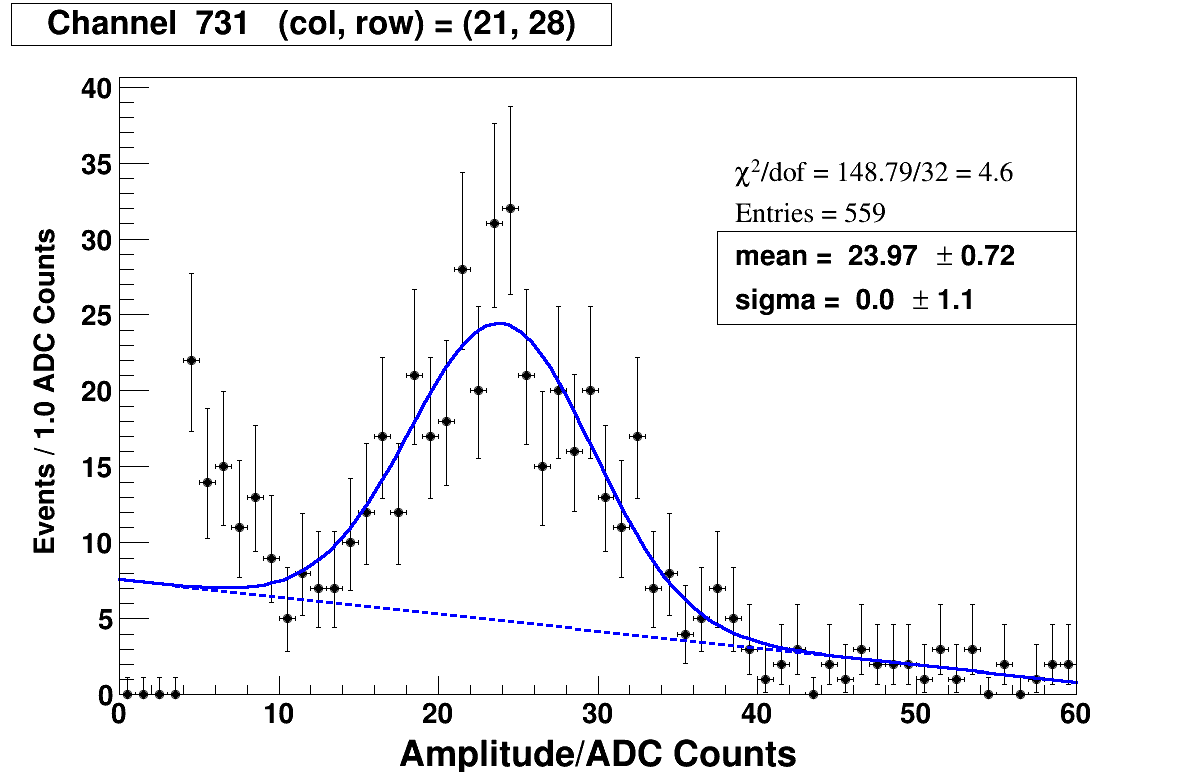 Channel 731 (col, row) = (21, 28)
40
35
30
25
20
15
10
5
0
Events / 1.0 ADC Counts
χ²/dof = 148.79/32 = 4.6
Entries = 559
mean = 23.97 ± 0.72
sigma = 0.0 ± 1.1
0 10 20 30 40 50 60
Amplitude/ADC Counts